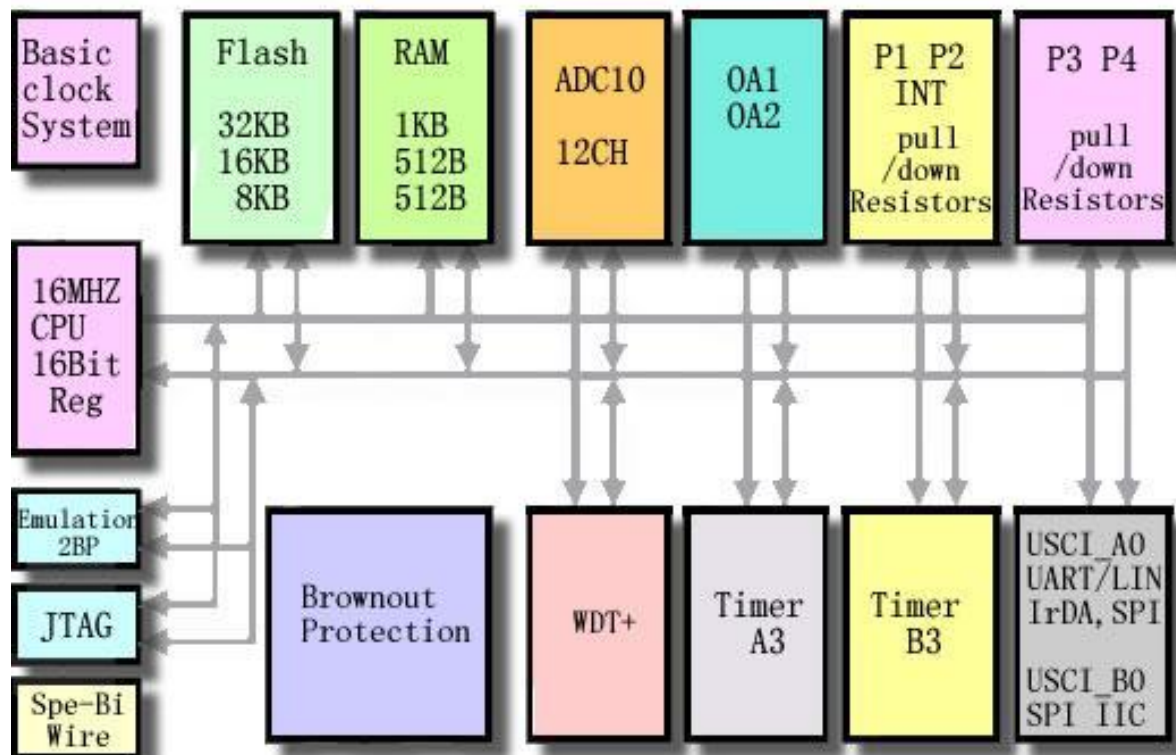 Basic
clock
System
Flash
32KB
16KB
8KB
RAM
1KB
512B
512B
ADC10
12CH
OA1
OA2
P1 P2
INT
pull
/down
Resistors
P3 P4
pull
/down
Resistors
16MHZ
CPU
16Bit
Reg
Emulation
2BP
JTAG
Spe-Bi
Wire
Brownout
Protection
WDT+
Timer
A3
Timer
B3
USCI_A0
UART/LIN
IrDA, SPI
USCI_B0
SPI IIC